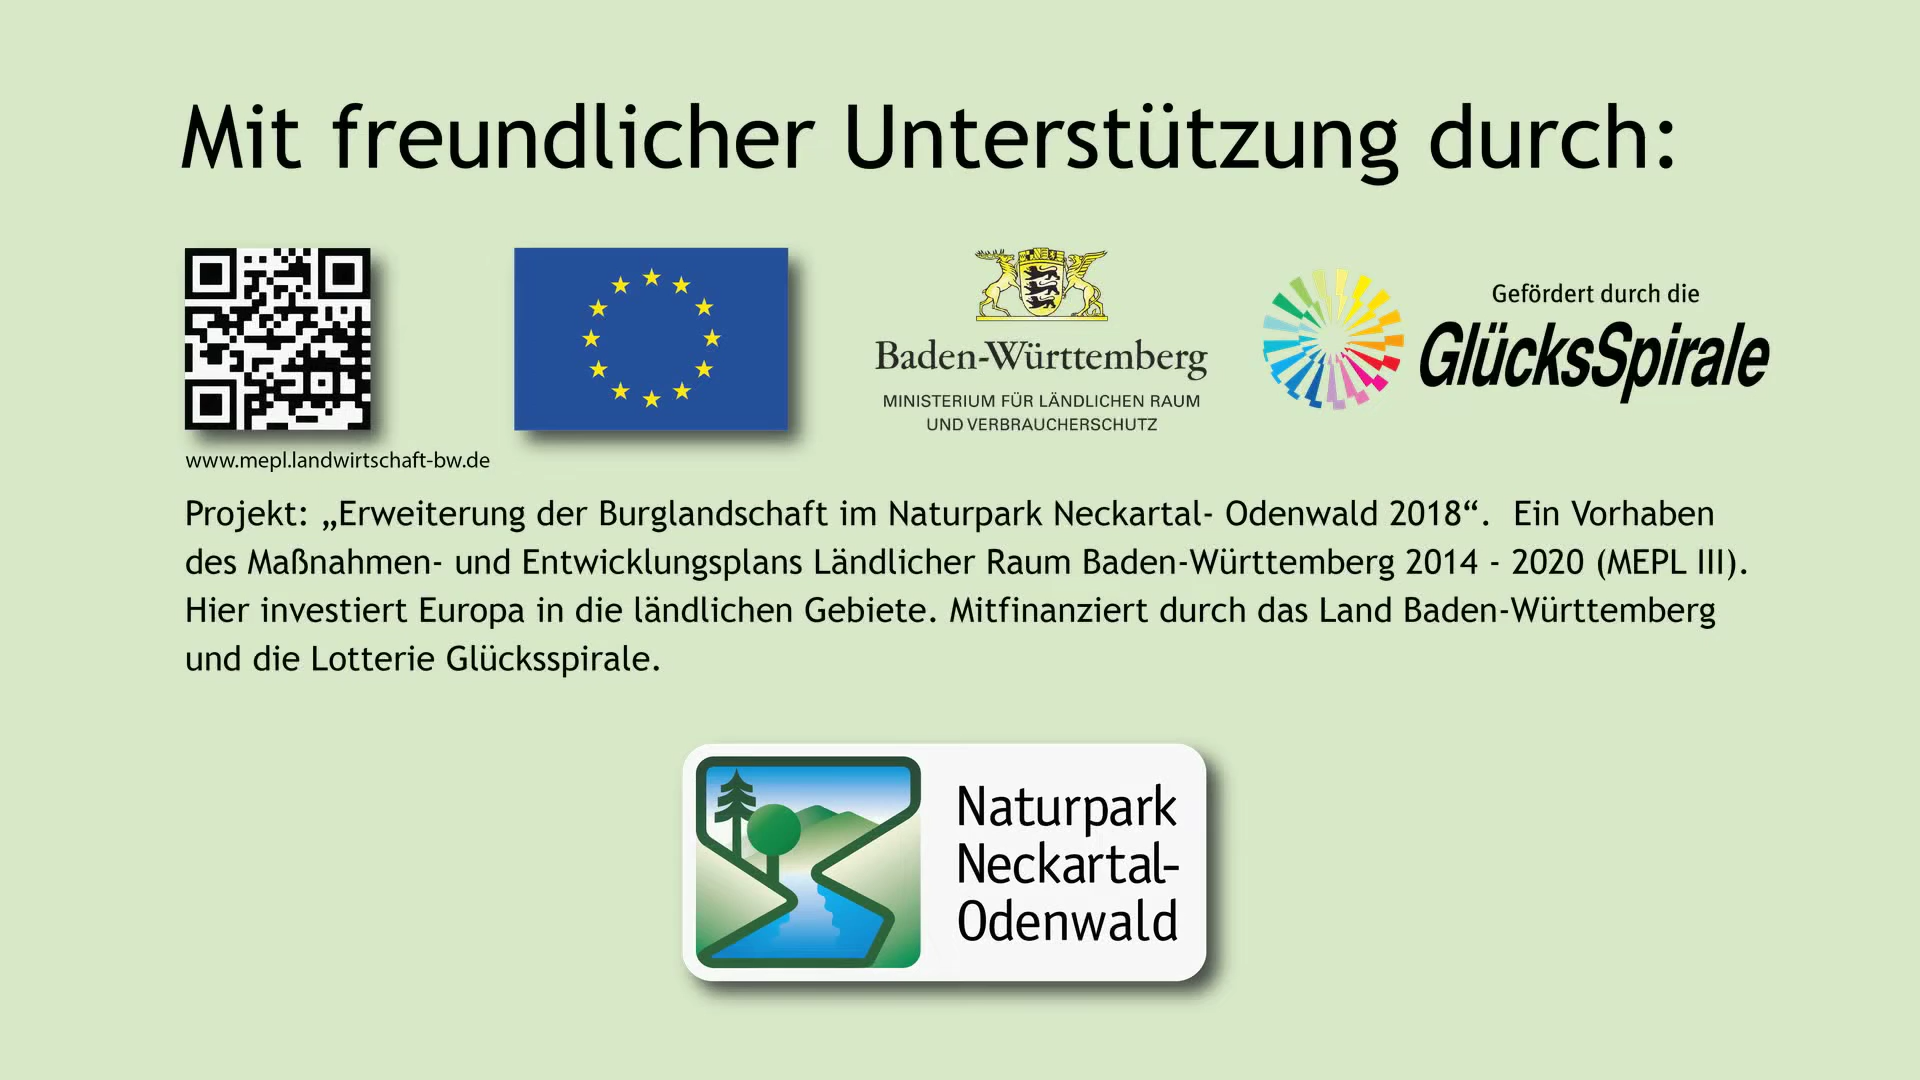 Mit freundlicher Unterstützung durch:
Baden-Württemberg
MINISTERIUM FÜR LÄNDLICHEN RAUM
UND VERBRAUCHERSCHUTZ
Gefördert durch die
GlücksSpirale
www.mepl.landwirtschaft-bw.de
Projekt: „Erweiterung der Burglandschaft im Naturpark Neckartal- Odenwald 2018“.  Ein Vorhaben
des Maßnahmen- und Entwicklungsplans Ländlicher Raum Baden-Württemberg 2014 - 2020 (MEPL III).
Hier investiert Europa in die ländlichen Gebiete. Mitfinanziert durch das Land Baden-Württemberg
und die Lotterie Glücksspirale.
Naturpark
Neckartal-
Odenwald